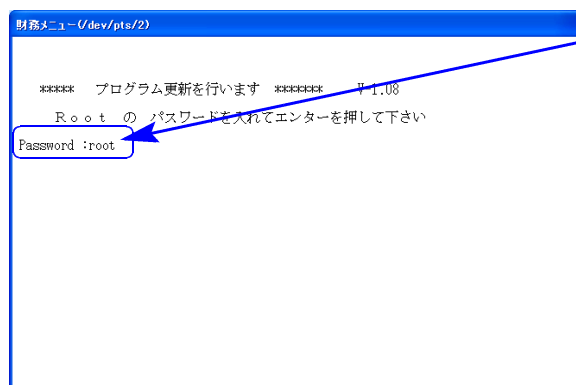 財務メニュー(/dev/pts/2)
***** プログラム更新を行います ******* V-1.08
Ｒｏｏｔ の パスワードを入れてエンターを押して下さい
Password :root